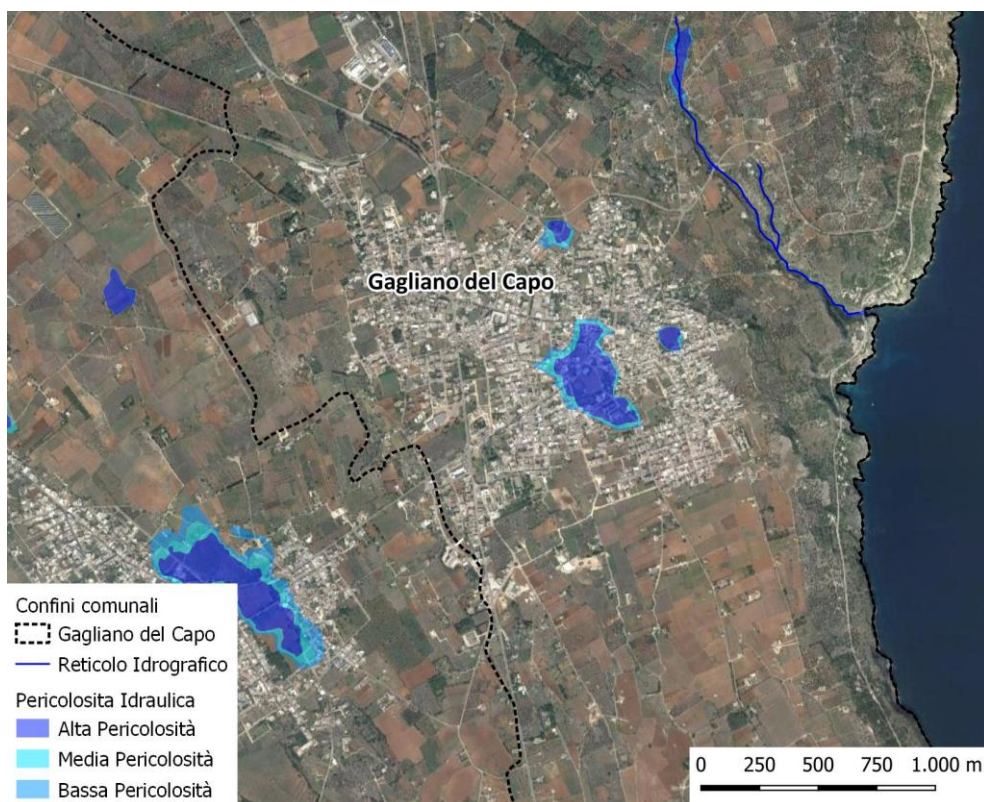 Gagliano del Capo
Confini comunali
Gagliano del Capo
Reticolo Idrografico
Pericolosita Idraulica
Alta Pericolosità
Media Pericolosità
Bassa Pericolosità
0 250 500 750 1.000 m